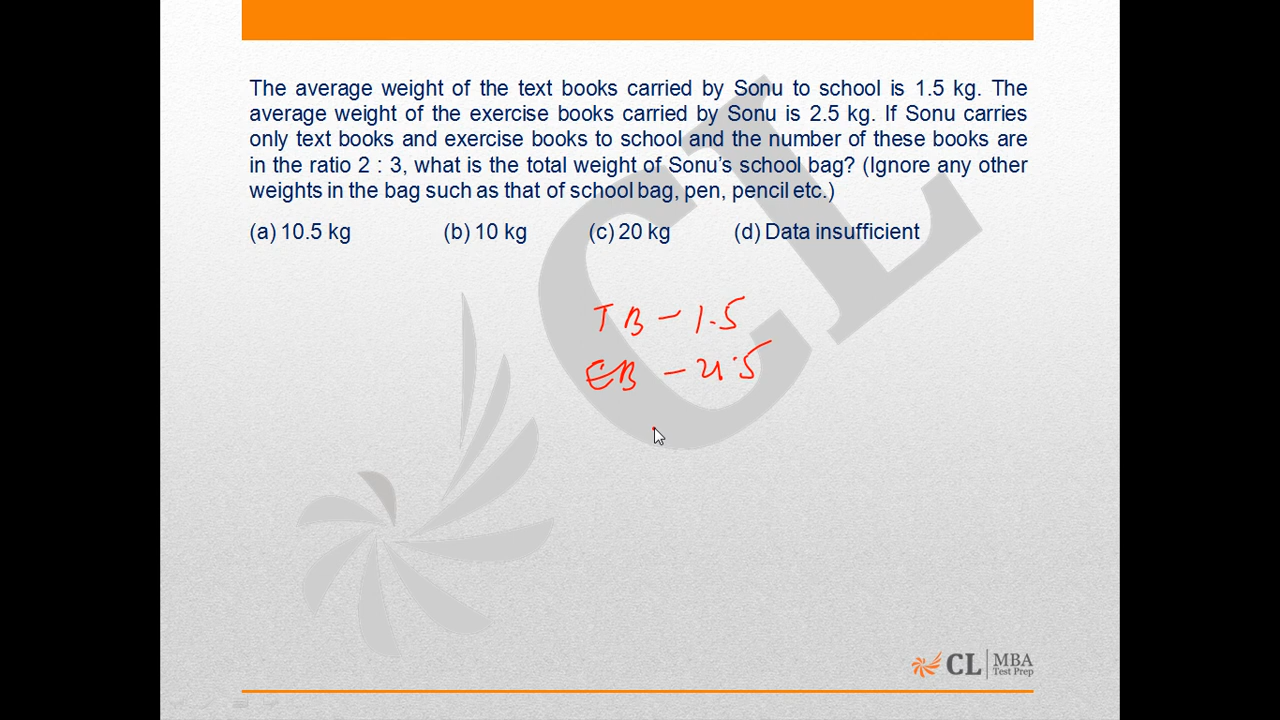 The average weight of the text books carried by Sonu to school is 1.5 kg. The
average weight of the exercise books carried by Sonu is 2.5 kg. If Sonu carries
only text books and exercise books to school and the number of these books are
in the ratio 2 : 3, what is the total weight of Sonu's school bag? (Ignore any other
weights in the bag such as that of school bag, pen, pencil etc.)
(a) 10.5 kg (b) 10 kg (c) 20 kg (d) Data insufficient
CL
TB - 1.5
EB - 2.5
CL MBA
Test Prep